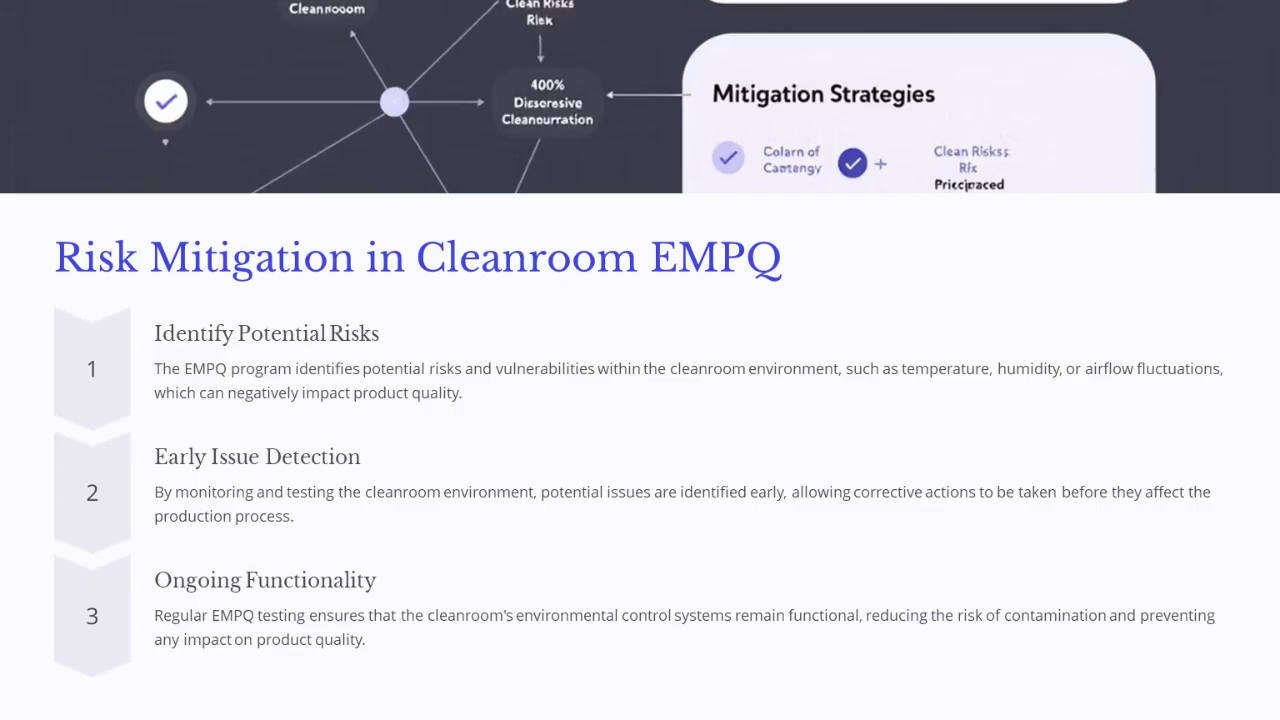 Cleanrooom
Clean Risks
Risk
400%
Disoresive
Cleanourration
Mitigation Strategies
Colarn of
Cantengy
+
Clean Risks:
Rfx
Pricipaced
Risk Mitigation in Cleanroom EMPQ
1
Identify Potential Risks
The EMPQ program identifies potential risks and vulnerabilities within the cleanroom environment, such as temperature, humidity, or airflow fluctuations,
which can negatively impact product quality.
2
Early Issue Detection
By monitoring and testing the cleanroom environment, potential issues are identified early, allowing corrective actions to be taken before they affect the
production process.
3
Ongoing Functionality
Regular EMPQ testing ensures that the cleanroom's environmental control systems remain functional, reducing the risk of contamination and preventing
any impact on product quality.